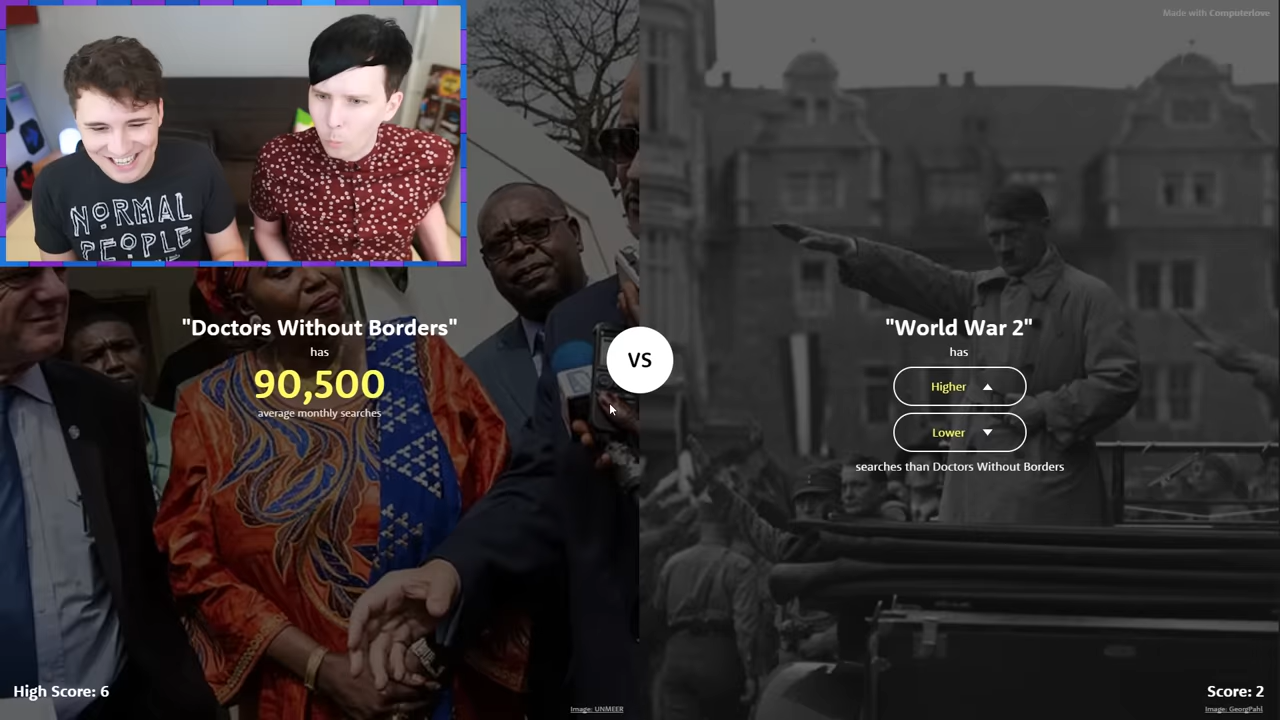 Made with Computerlove
NORMAL
PEOPLE
"Doctors Without Borders"
has
90,500
average monthly searches
VS
"World War 2"
has
Higher
Lower
searches than Doctors Without Borders
High Score: 6
Image: UNMEER
Score: 2
Image: GeorgPahl